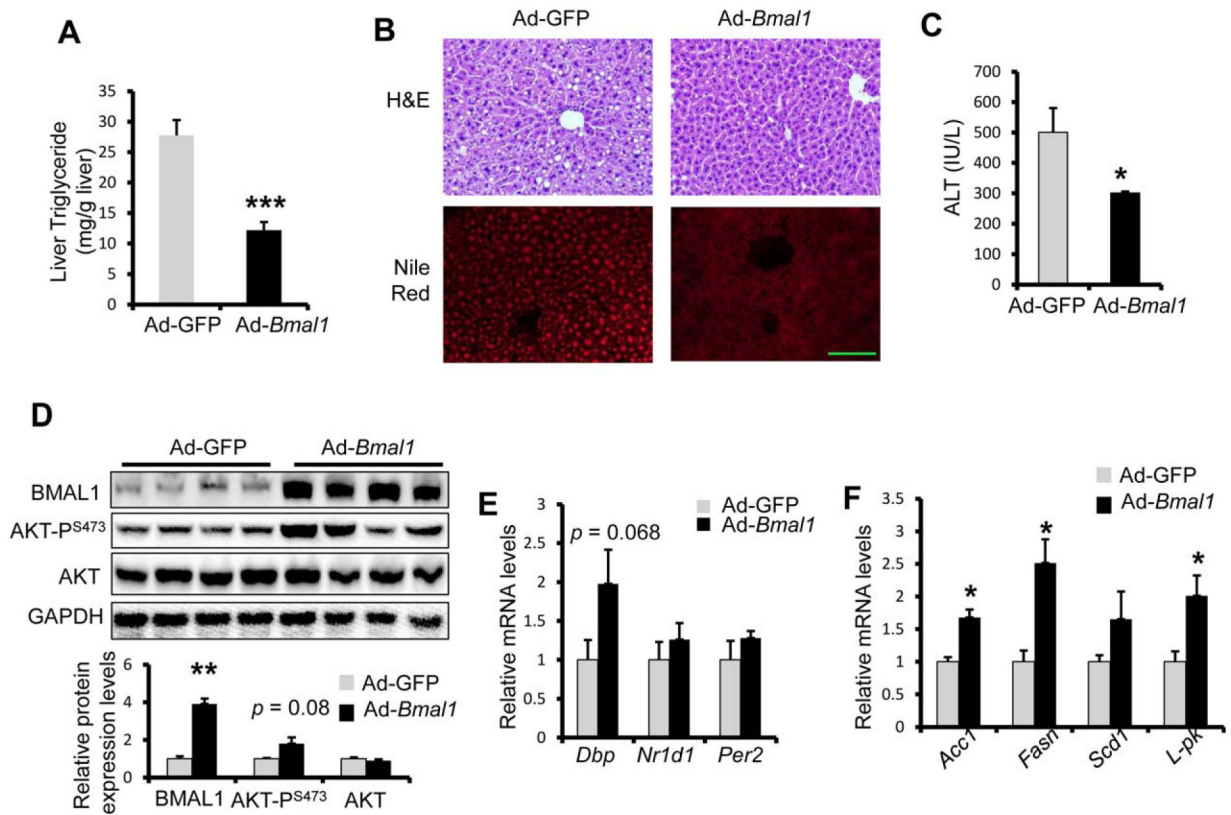 A
Liver Triglyceride
(mg/g liver)
35
30
25
20
15
10
5
0
***
Ad-GFP Ad-Bmal1
B
Ad-GFP Ad-Bmal1
H&E
Nile
Red
C
ALT (IU/L)
700
600
500
400
300
200
100
0
*
Ad-GFP Ad-Bmal1
D
Ad-GFP Ad-Bmal1
BMAL1
AKT-P^S473
AKT
GAPDH
Relative protein
expression levels
6
4
2
0
**
p = 0.08
Ad-GFP
Ad-Bmal1
BMAL1 AKT-P^S473 AKT
E
Relative mRNA levels
3
2.5
2
1.5
1
0.5
0
p = 0.068
Ad-GFP
Ad-Bmal1
Dbp Nr1d1 Per2
F
Ad-GFP
Ad-Bmal1
Relative mRNA levels
3.5
3
2.5
2
1.5
1
0.5
0
* * *
Acc1 Fasn Scd1 L-pk